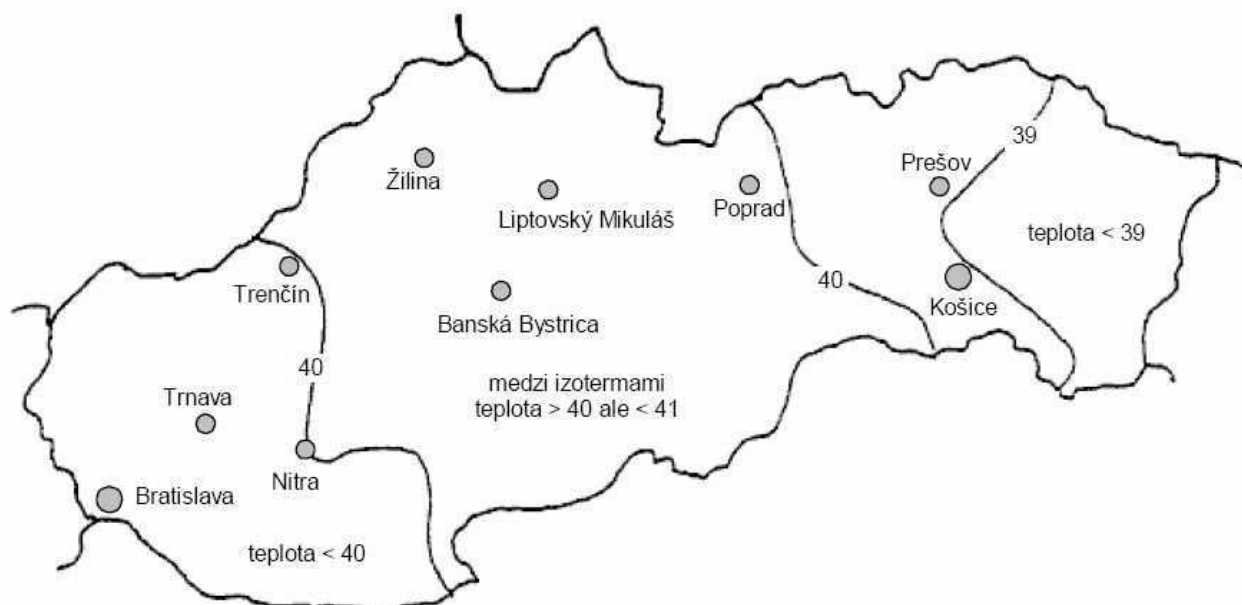 39
Prešov
Žilina
Liptovský Mikuláš
Poprad
teplota < 39
Trenčín
40
Košice
Banská Bystrica
40
medzi izotermami
teplota > 40 ale < 41
Trnava
Nitra
Bratislava
teplota < 40